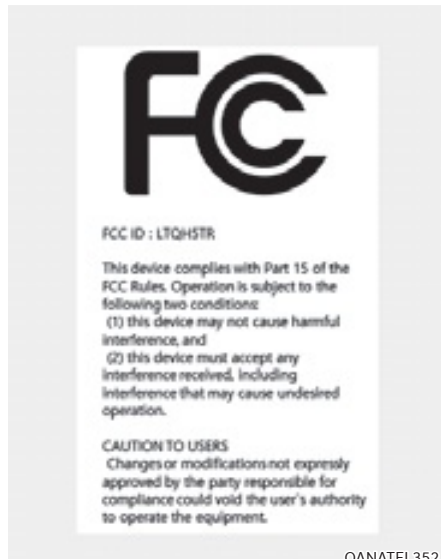 FC
FCC ID : LTQHSTR
This device complies with Part 15 of the
FCC Rules. Operation is subject to the
following two conditions:
(1) this device may not cause harmful
interference, and
(2) this device must accept any
interference received, including
interference that may cause undesired
operation.
CAUTION TO USERS
Changes or modifications not expressly
approved by the party responsible for
compliance could void the user's authority
to operate the equipment.
OANATEL352